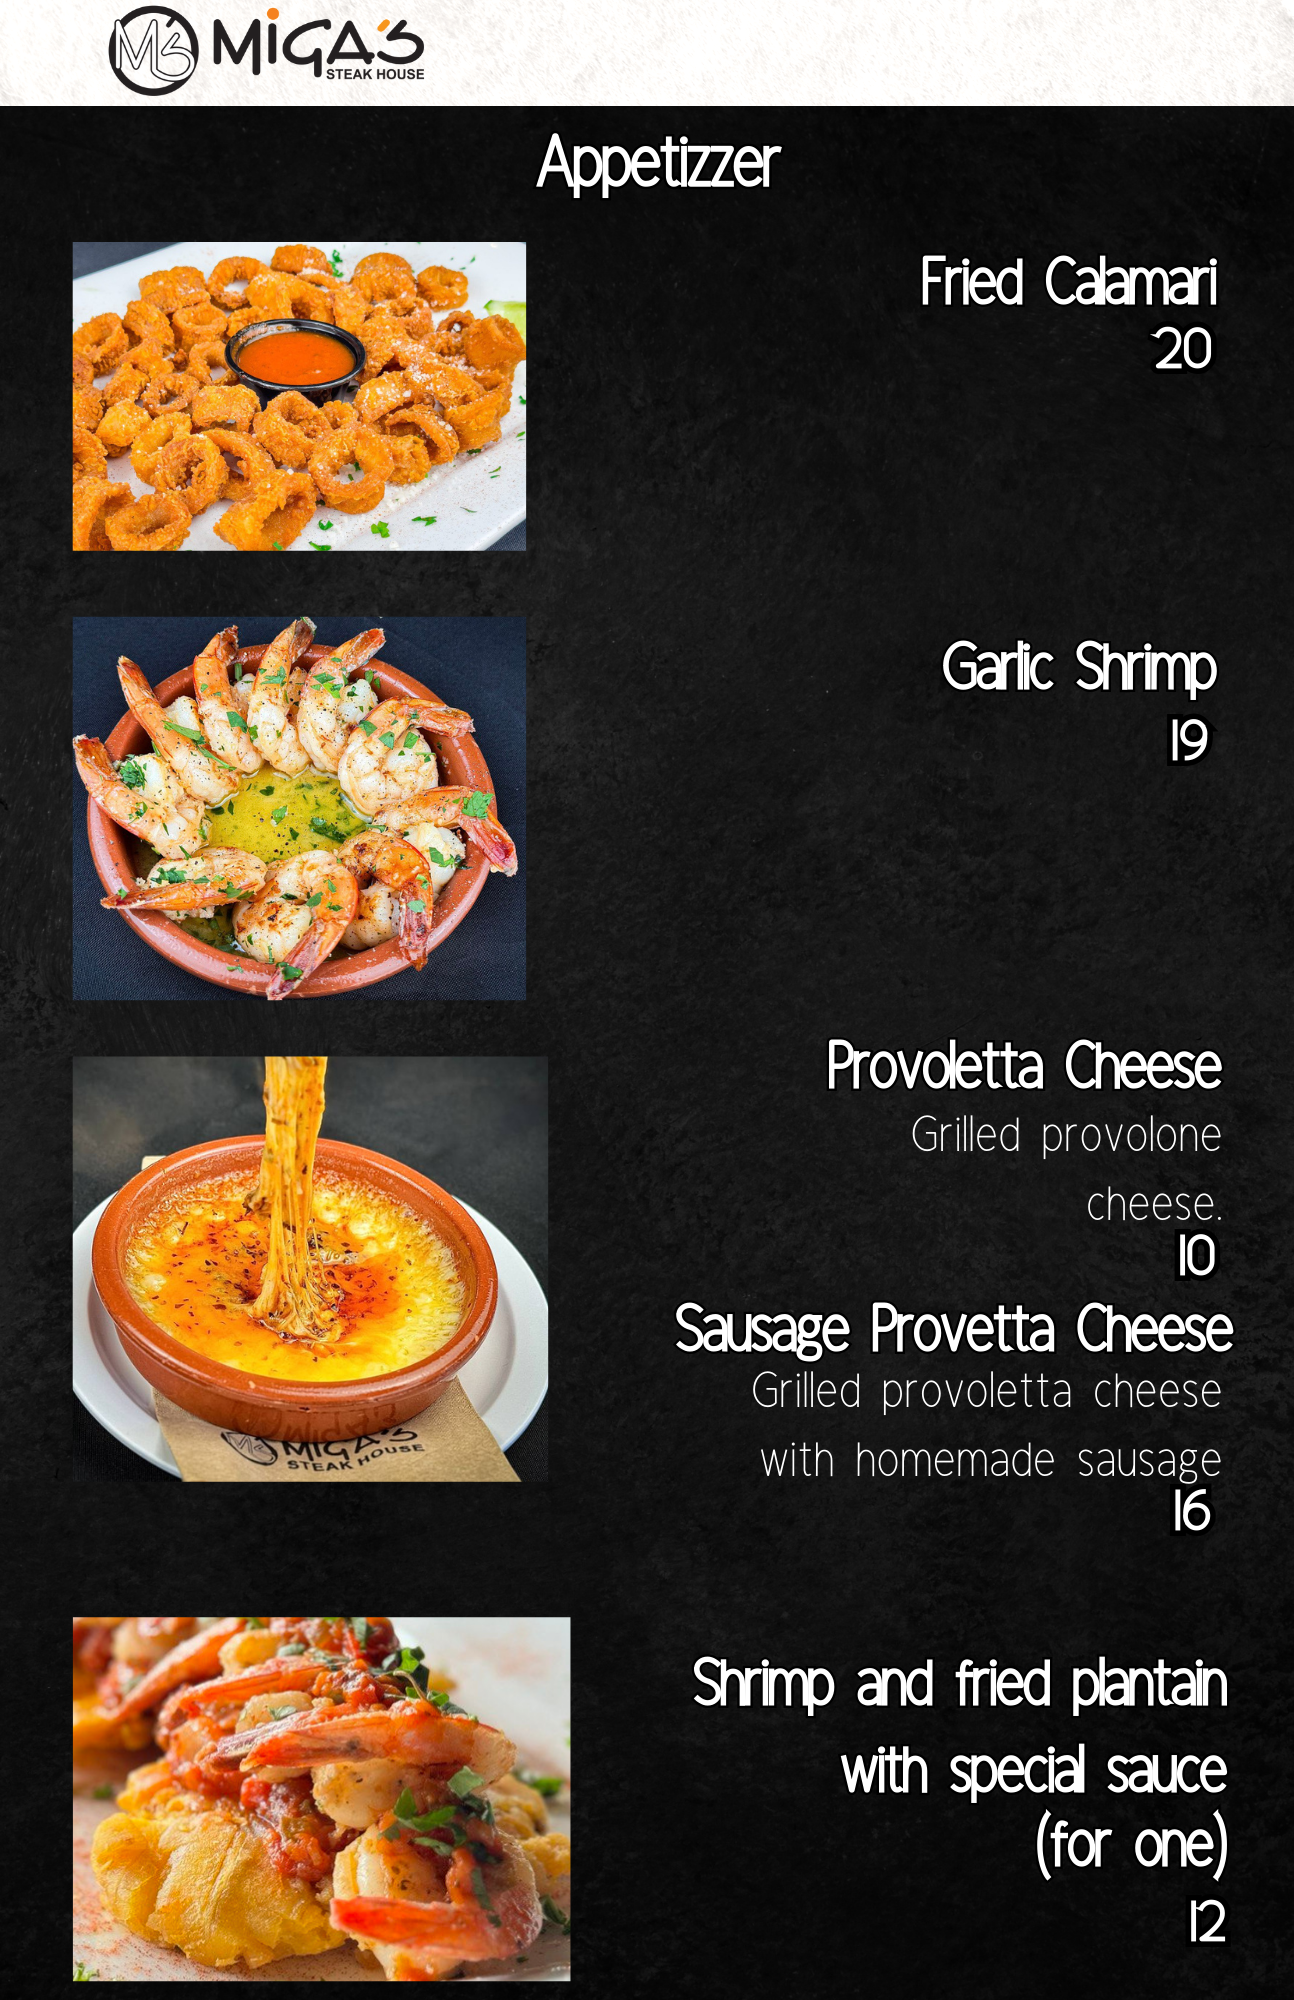 MS MiGA'S
STEAK HOUSE
Appetizzer
Fried Calamari
20
Garlic Shrimp
19
Provoletta Cheese
Grilled provolone
cheese.
10
Sausage Provetta Cheese
Grilled provoletta cheese
with homemade sausage
16
MiGA'S
STEAK HOUSE
Shrimp and fried plantain
with special sauce
(for one)
12